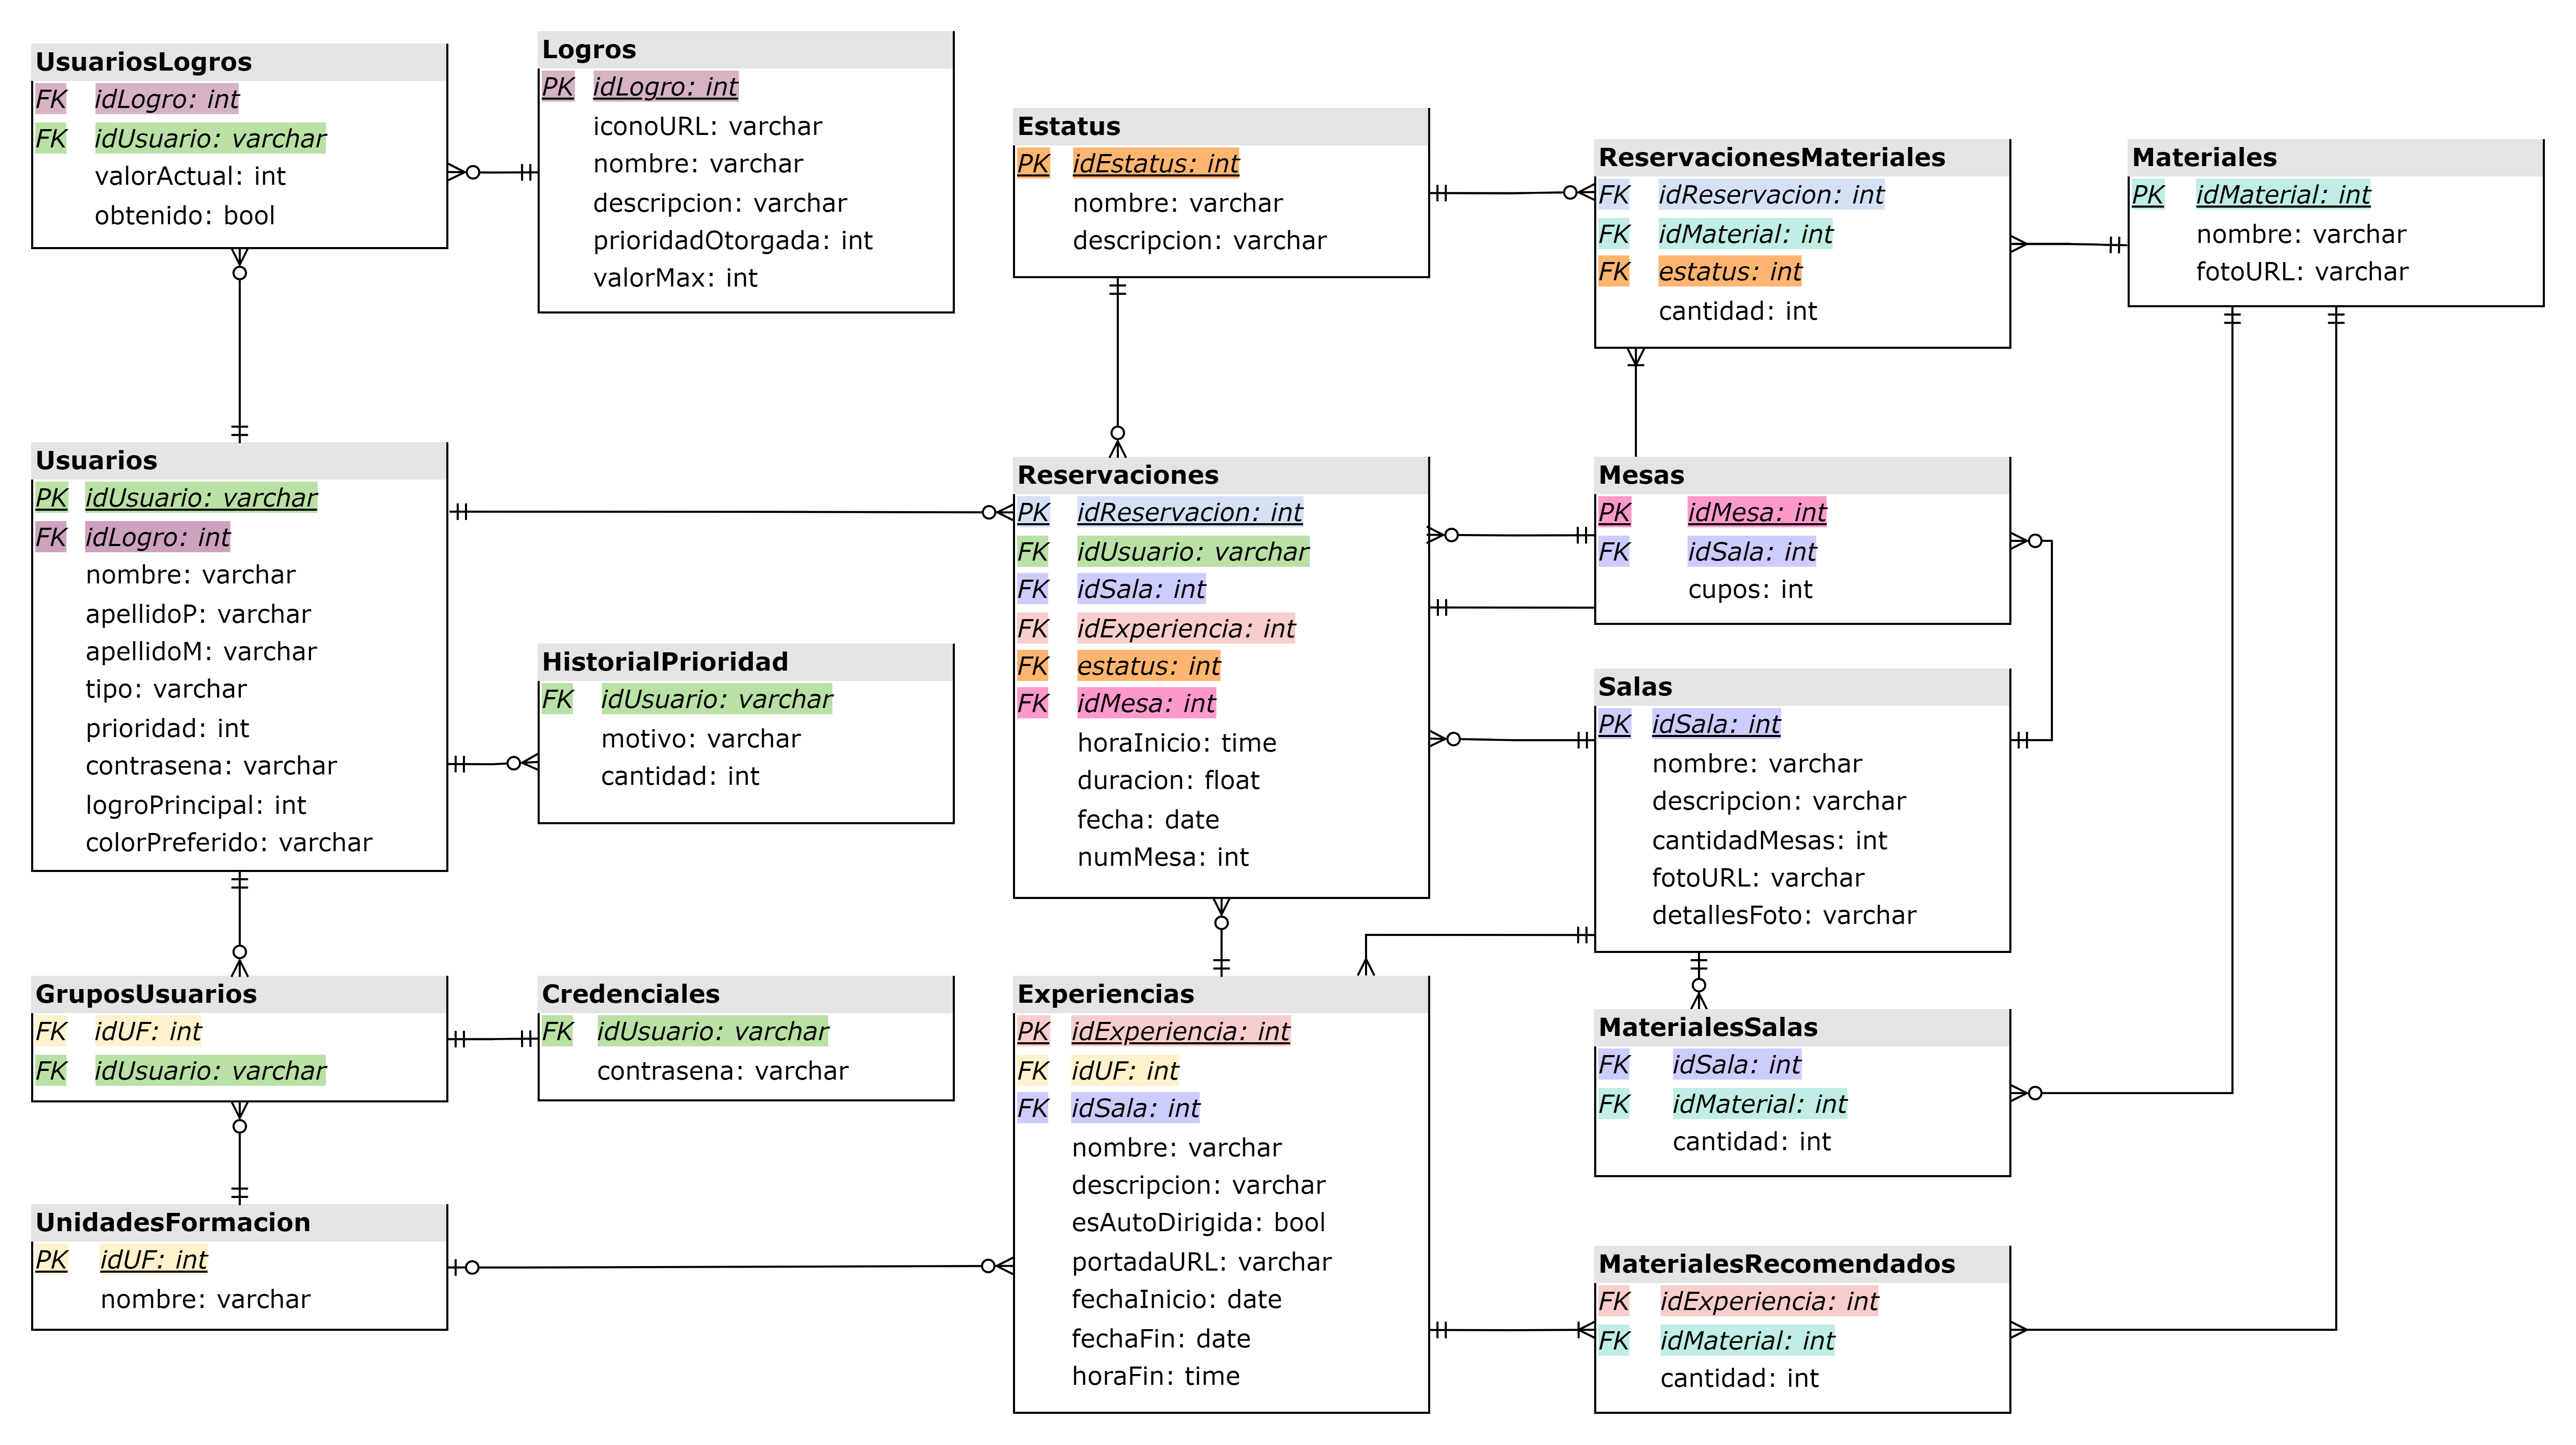 UsuariosLogros
FK idLogro: int
FK idUsuario: varchar
valorActual: int
obtenido: bool
Logros
PK idLogro: int
iconoURL: varchar
nombre: varchar
descripcion: varchar
prioridadOtorgada: int
valorMax: int
Estatus
PK idEstatus: int
nombre: varchar
descripcion: varchar
ReservacionesMateriales
FK idReservacion: int
FK idMaterial: int
FK estatus: int
cantidad: int
Materiales
PK idMaterial: int
nombre: varchar
fotoURL: varchar
Usuarios
PK idUsuario: varchar
FK idLogro: int
nombre: varchar
apellidoP: varchar
apellidoM: varchar
tipo: varchar
prioridad: int
contrasena: varchar
logroPrincipal: int
colorPreferido: varchar
HistorialPrioridad
FK idUsuario: varchar
motivo: varchar
cantidad: int
Reservaciones
PK idReservacion: int
FK idUsuario: varchar
FK idSala: int
FK idExperiencia: int
FK estatus: int
FK idMesa: int
horaInicio: time
duracion: float
fecha: date
numMesa: int
Mesas
PK idMesa: int
FK idSala: int
cupos: int
Salas
PK idSala: int
nombre: varchar
descripcion: varchar
cantidadMesas: int
fotoURL: varchar
detallesFoto: varchar
GruposUsuarios
FK idUF: int
FK idUsuario: varchar
Credenciales
FK idUsuario: varchar
contrasena: varchar
Experiencias
PK idExperiencia: int
FK idUF: int
FK idSala: int
nombre: varchar
descripcion: varchar
esAutoDirigida: bool
portadaURL: varchar
fechaInicio: date
fechaFin: date
horaFin: time
MaterialesSalas
FK idSala: int
FK idMaterial: int
cantidad: int
UnidadesFormacion
PK idUF: int
nombre: varchar
MaterialesRecomendados
FK idExperiencia: int
FK idMaterial: int
cantidad: int